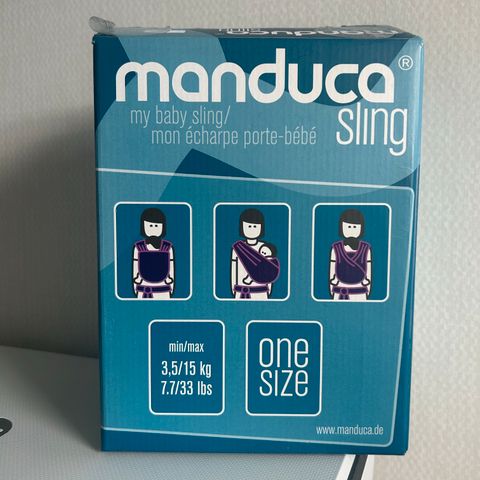 manduca®
my baby sling/
mon écharpe porte-bébé
sling
min/max
3,5/15 kg
7.7/33 lbs
one
size
www.manduca.de